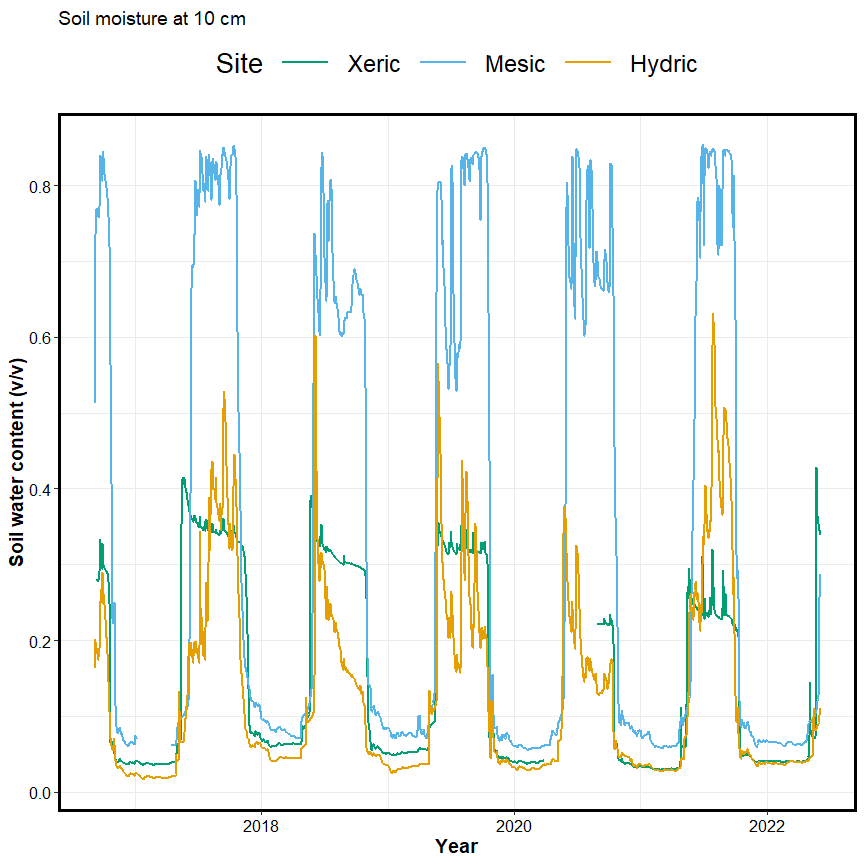 Soil moisture at 10 cm
Site Xeric Mesic Hydric
Soil water content (v/v)
0.8
0.6
0.4
0.2
0.0
2018 2020 2022
Year